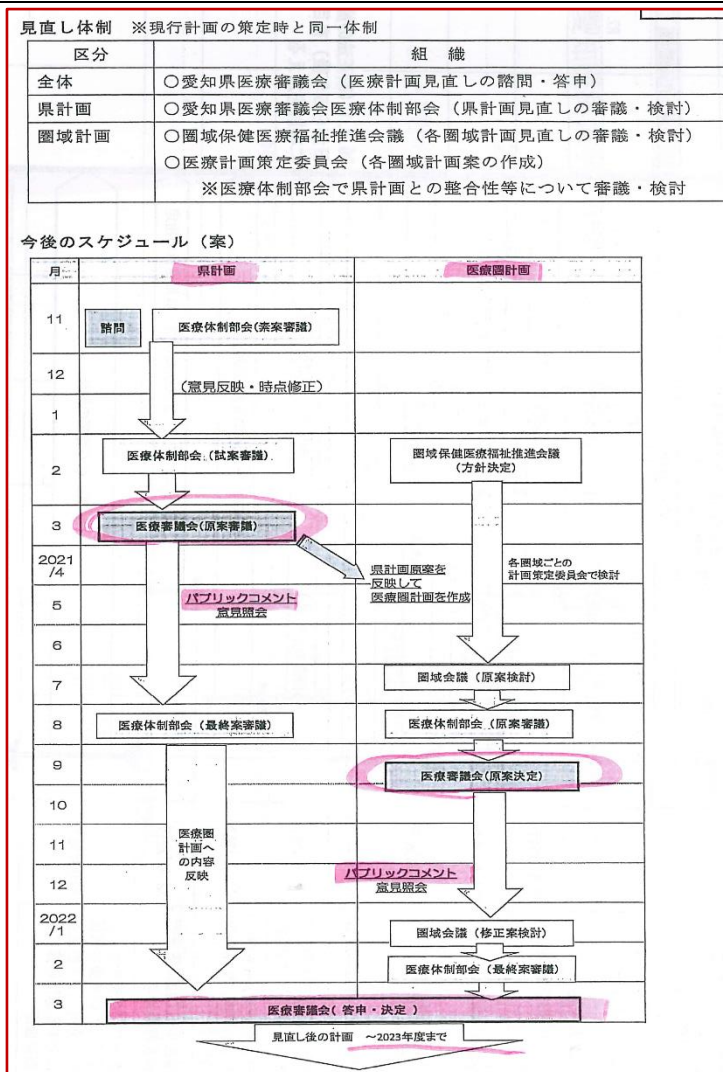 見直し体制 ※現行計画の策定時と同一体制
区分 組織
全体 ○愛知県医療審議会(医療計画見直しの諮問・答申)
県計画 ○愛知県医療審議会医療体制部会(県計画見直しの審議・検討)
圏域計画 ○圏域保健医療福祉推進会議(各圏域計画見直しの審議・検討)
○医療計画策定委員会(各圏域計画案の作成)
※医療体制部会で県計画との整合性等について審議・検討
今後のスケジュール(案)
月 県計画 医療圏計画
11 諮問 医療体制部会(素案審議)
12 (意見反映・時点修正)
1
2 医療体制部会(試案審議) 圏域保健医療福祉推進会議
(方針決定)
3 医療審議会(原案審議)
2021
/4 県計画原案を
反映して
医療圏計画を作成
各圏域ごとの
計画策定委員会で検討
5 パブリックコメント
意見照会
6
7 圏域会議(原案検討)
8 医療体制部会(最終案審議) 医療体制部会(原案審議)
9 医療審議会(原案決定)
10
11 医療圏
計画へ
の内容
反映
12 パブリックコメント
意見照会
2022
/1 圏域会議(修正案検討)
2 医療体制部会(最終案審議)
3 医療審議会(答申・決定)
見直し後の計画 ~2023年度まで